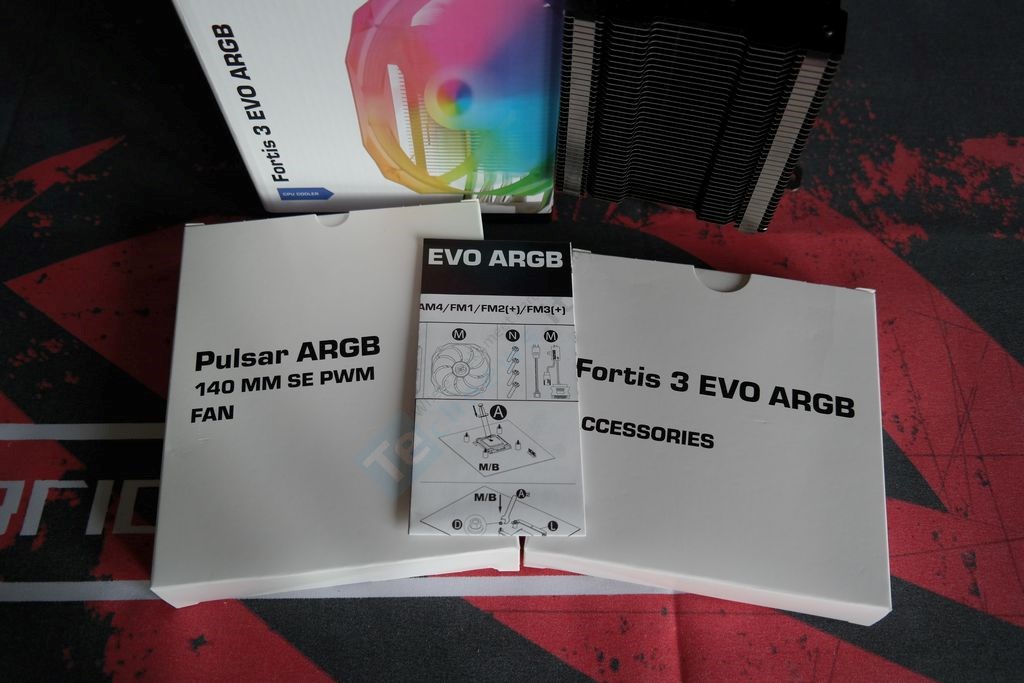 Fortis 3 EVO ARGB
CPU COOLER
EVO ARGB
AM4/FM1/FM2(+)/FM3(+)
M
N
M
A
M/B
M/B
A
D
L
Pulsar ARGB
140 MM SE PWM
FAN
Fortis 3 EVO ARGB
CCESSORIES